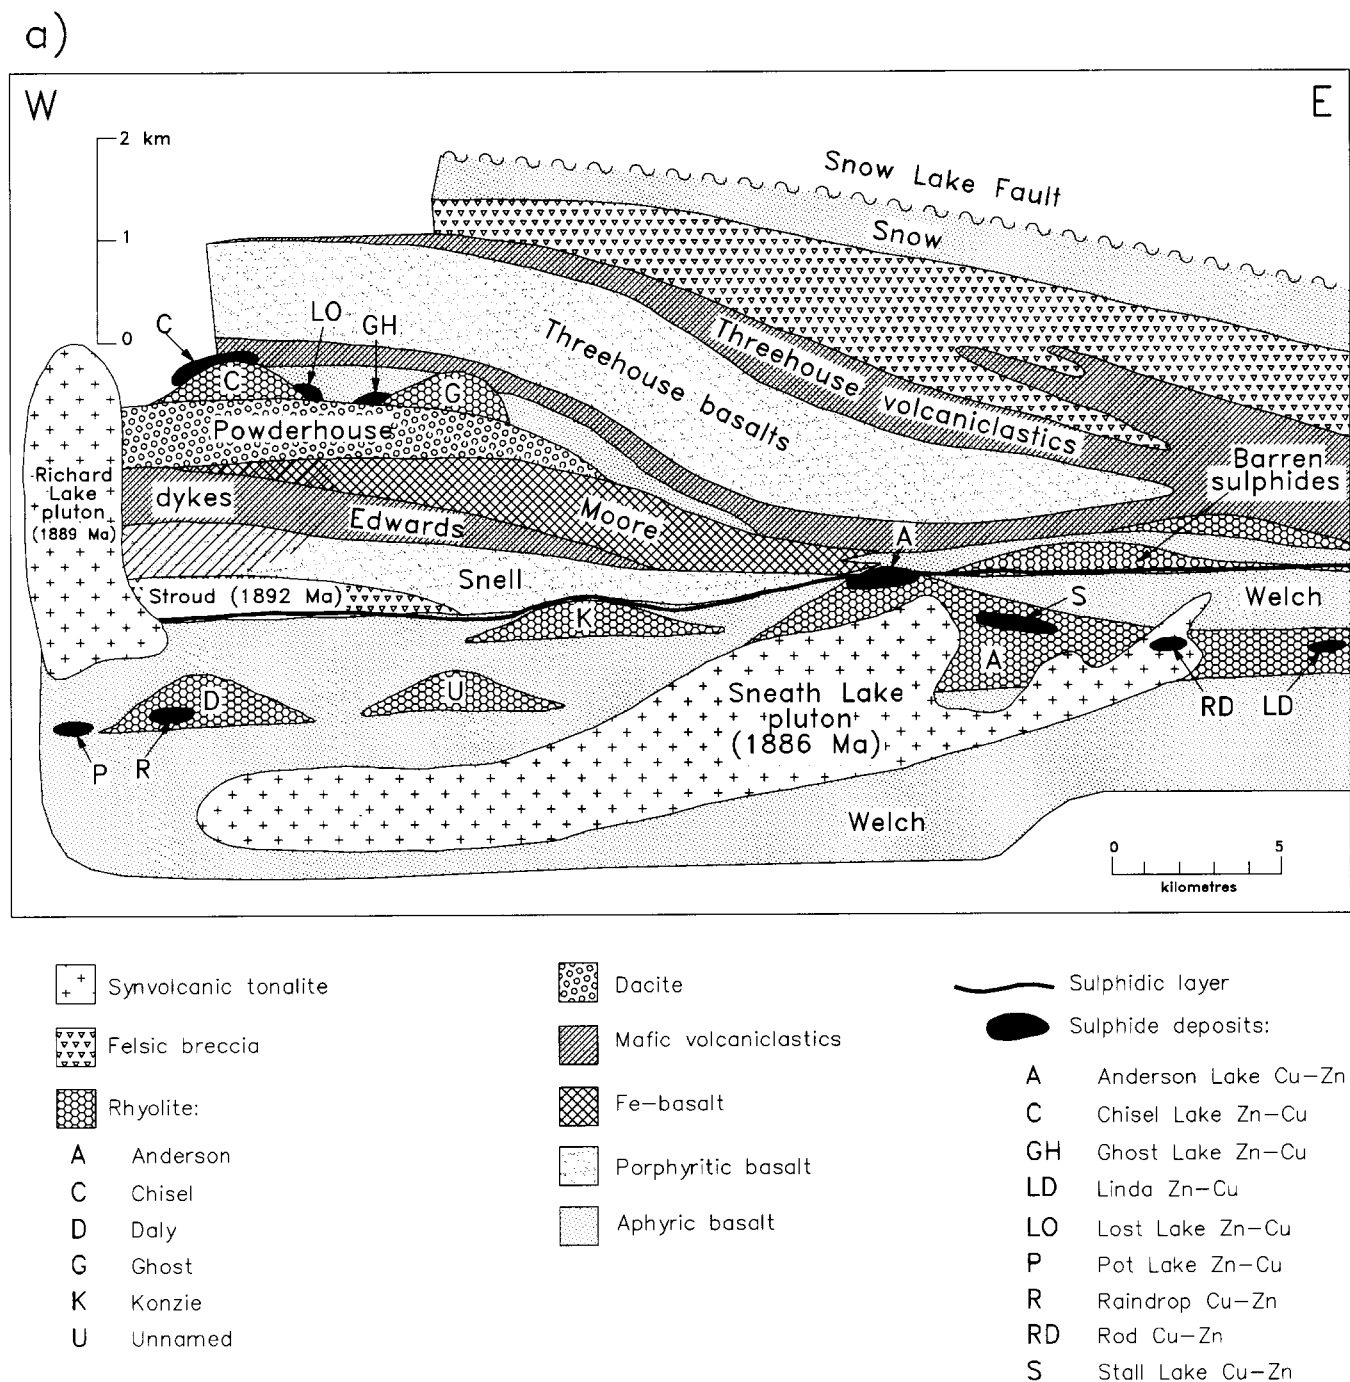 a)
W
E
2 km
1
0
Snow Lake Fault
Snow
C
LO
GH
Threehouse
volcaniclastics
Threehouse basalts
C
G
Powderhouse
Barren
sulphides
Richard
Lake
pluton
(1889 Ma)
dykes
Edwards
Moore
A
Snell
Stroud (1892 Ma)
K
S
Welch
A
D
U
Sneath Lake
pluton
(1886 Ma)
RD
LD
P
R
Welch
0
5
kilometres
Synvolcanic tonalite
Felsic breccia
Rhyolite:
A Anderson
C Chisel
D Daly
G Ghost
K Konzie
U Unnamed
Dacite
Mafic volcaniclastics
Fe-basalt
Porphyritic basalt
Aphyric basalt
Sulphidic layer
Sulphide deposits:
A Anderson Lake Cu-Zn
C Chisel Lake Zn-Cu
GH Ghost Lake Zn-Cu
LD Linda Zn-Cu
LO Lost Lake Zn-Cu
P Pot Lake Zn-Cu
R Raindrop Cu-Zn
RD Rod Cu-Zn
S Stall Lake Cu-Zn